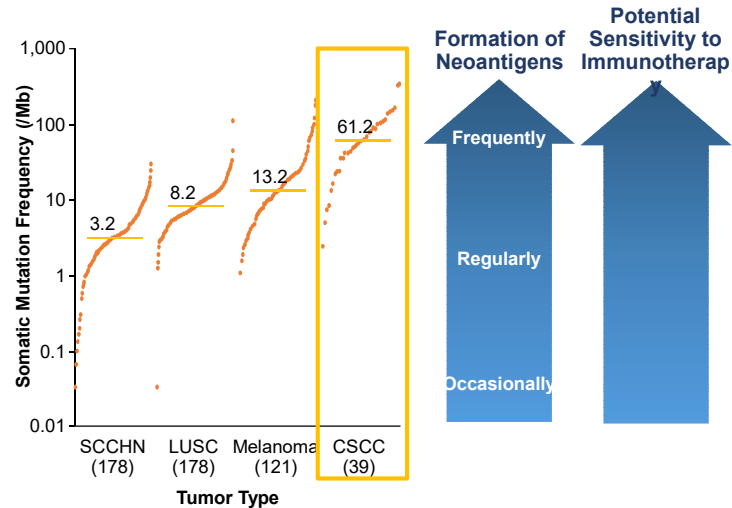 1,000
100
10
1
0.1
0.01
Somatic Mutation Frequency (/Mb)
3.2
8.2
13.2
61.2
SCCHN
(178)
LUSC
(178)
Melanoma
(121)
CSCC
(39)
Tumor Type
Formation of
Neoantigens
Frequently
Regularly
Occasionally
Potential
Sensitivity to
Immunotherap
y